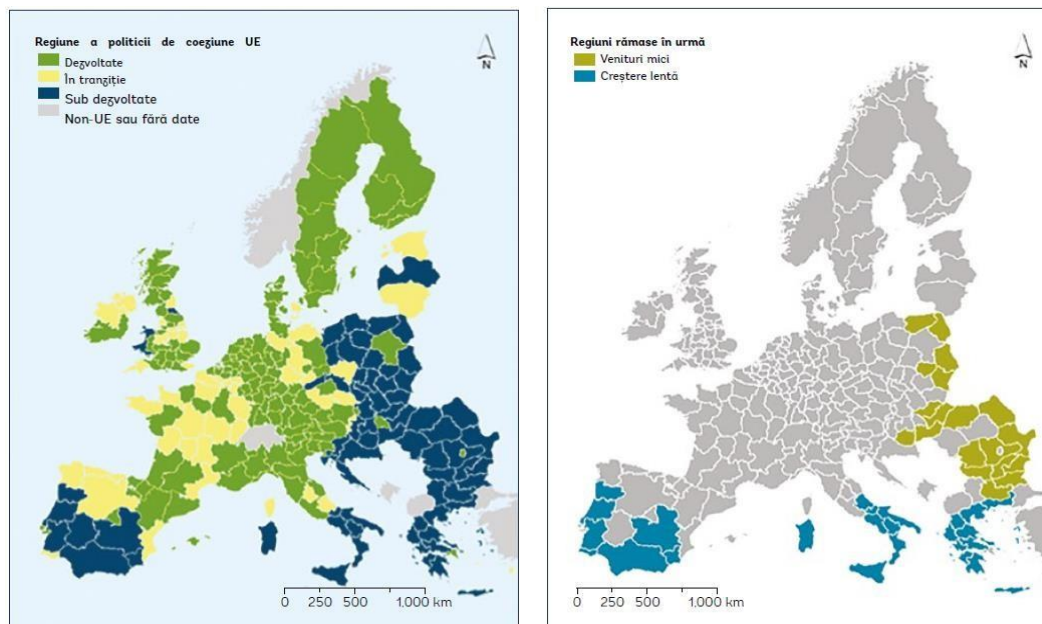 Regiune a politicii de coeziune UE
Dezvoltate
În tranziție
Sub dezvoltate
Non-UE sau fără date
N
0 250 500 1,000 km
Regiuni rămase în urmă
Venituri mici
Creștere lentă
N
0 250 500 1,000 km